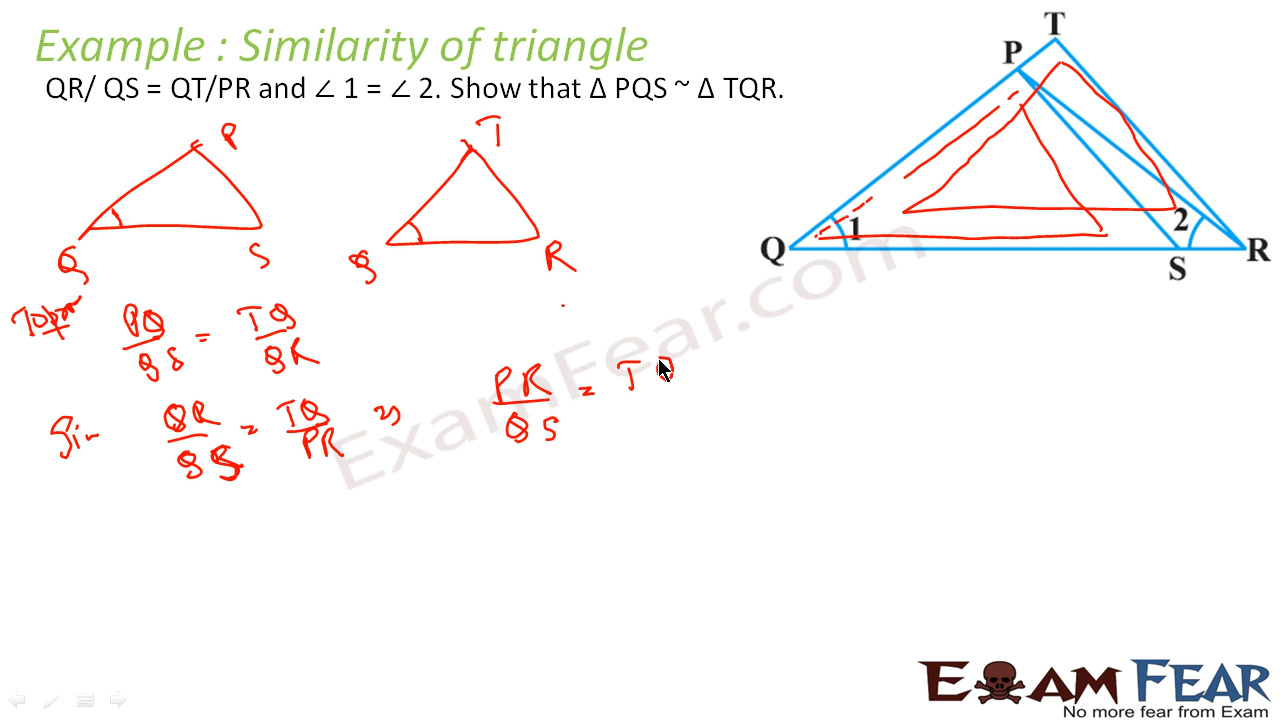 Example : Similarity of triangle
QR/ QS = QT/PR and ∠ 1 = ∠ 2. Show that Δ PQS ~ Δ TQR.
T
P
1
2
Q
S
R
P
T
Q
S
Q
R
PQ/QS = TQ/QR
QR/QS = TQ/PR
PR/QS = T
ExamFear.com
EXAM FEAR
No more fear from Exam